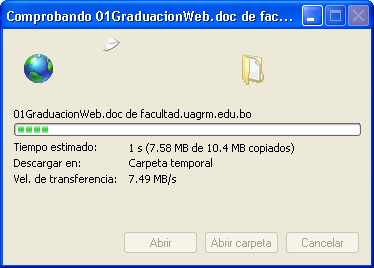 Comprobando 01GraduacionWeb.doc de fac...
01GraduacionWeb.doc de facultad.uagrm.edu.bo
Tiempo estimado: 1 s (7.58 MB de 10.4 MB copiados)
Descargar en: Carpeta temporal
Vel. de transferencia: 7.49 MB/s
Abrir Abrir carpeta Cancelar